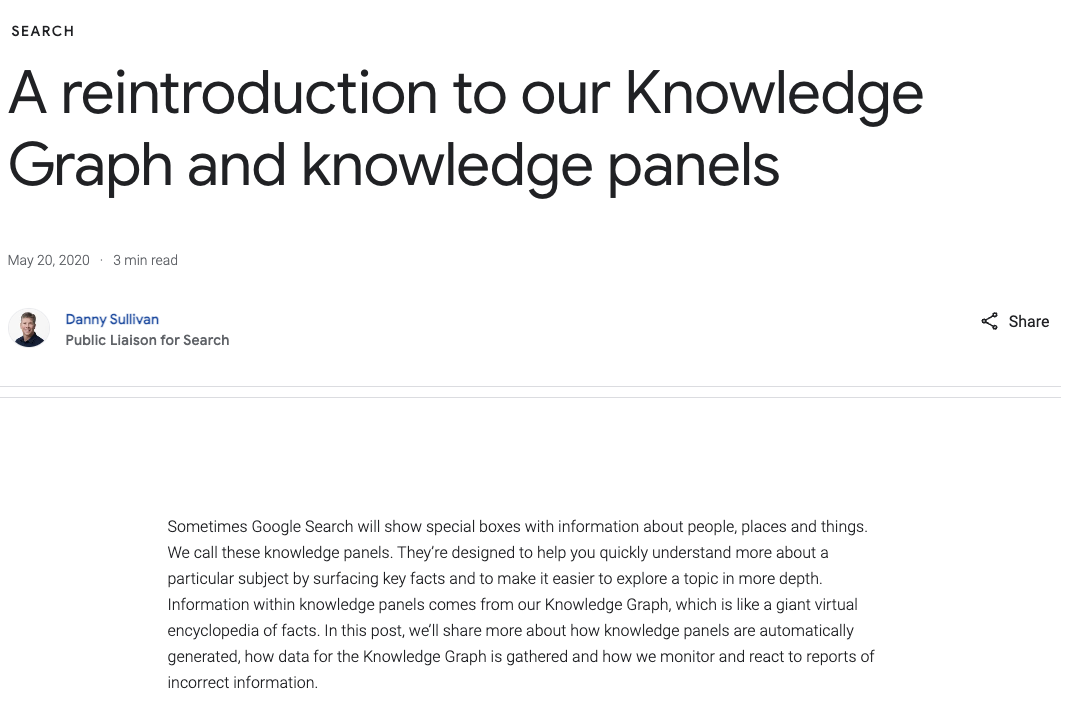 SEARCH
A reintroduction to our Knowledge
Graph and knowledge panels
May 20, 2020 · 3 min read
Danny Sullivan
Public Liaison for Search
Share
Sometimes Google Search will show special boxes with information about people, places and things.
We call these knowledge panels. They’re designed to help you quickly understand more about a
particular subject by surfacing key facts and to make it easier to explore a topic in more depth.
Information within knowledge panels comes from our Knowledge Graph, which is like a giant virtual
encyclopedia of facts. In this post, we’ll share more about how knowledge panels are automatically
generated, how data for the Knowledge Graph is gathered and how we monitor and react to reports of
incorrect information.